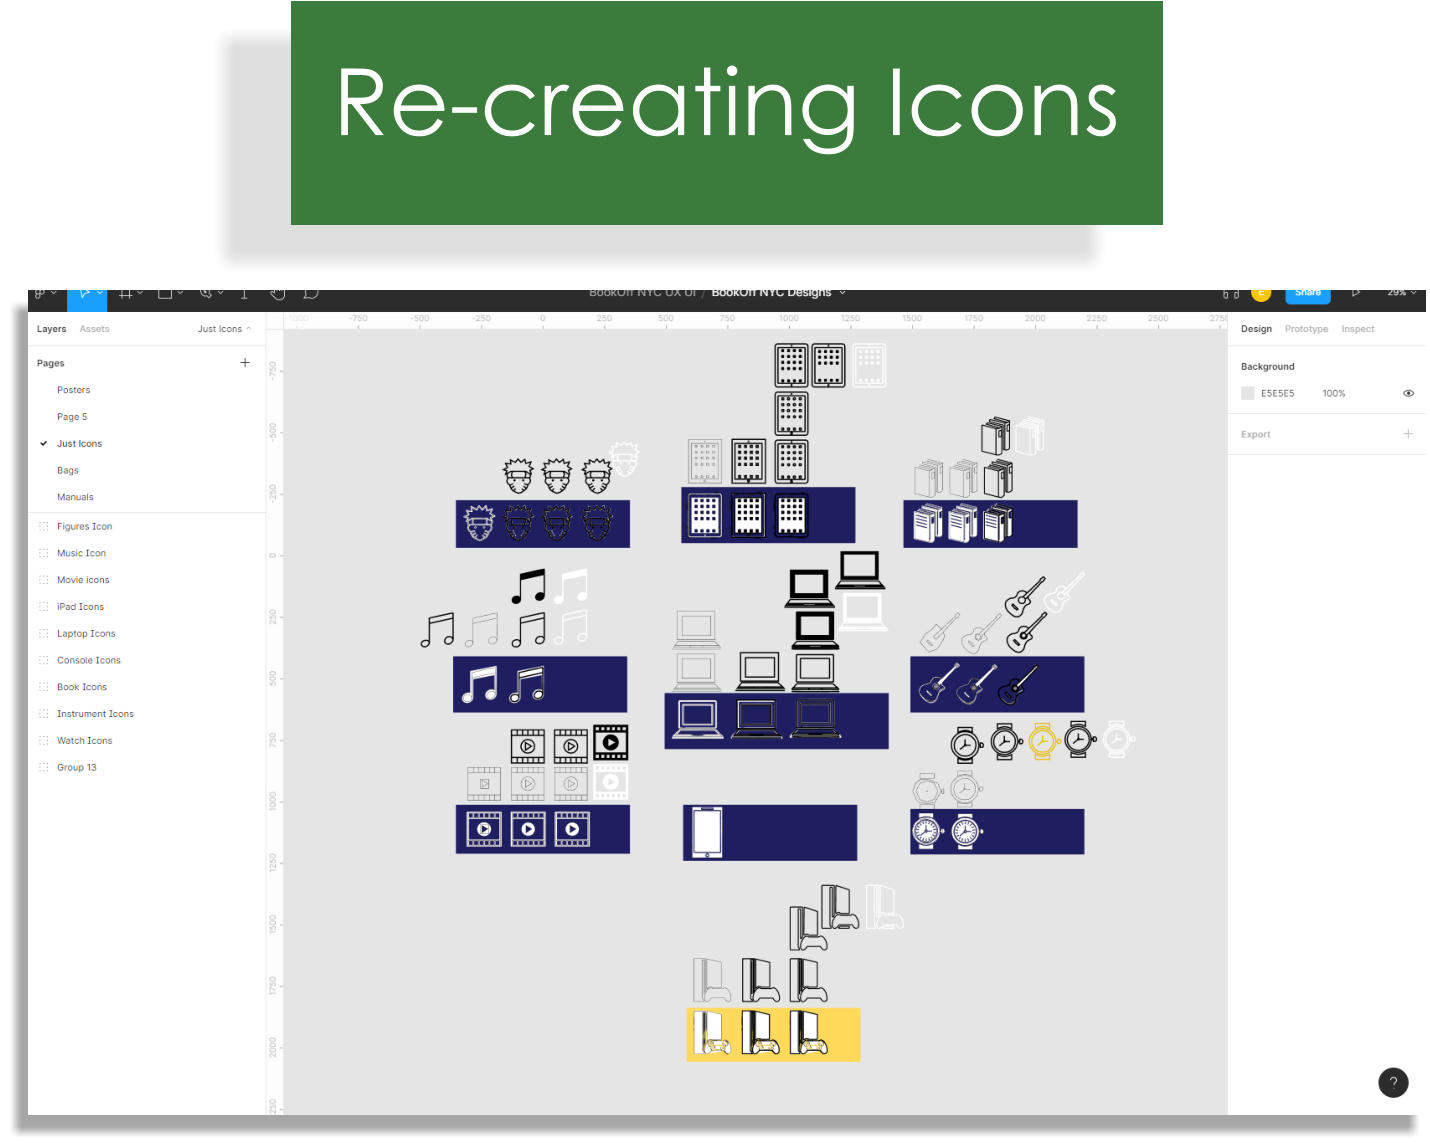 Re-creating Icons
BookOff NYC UX UI / BookOff NYC Designs
E
Share
29%
Layers
Assets
Just Icons
-1000
-750
-500
-250
0
250
500
750
1000
1250
1500
1750
2000
2250
2500
2750
Design
Prototype
Inspect
Pages
Posters
Page 5
Just Icons
Bags
Manuals
Figures Icon
Music Icon
Movie icons
iPad Icons
Laptop Icons
Console Icons
Book Icons
Instrument Icons
Watch Icons
Group 13
-750
-500
-250
0
250
500
750
1000
1250
1500
1750
2000
Background
E5E5E5
100%
Export
?